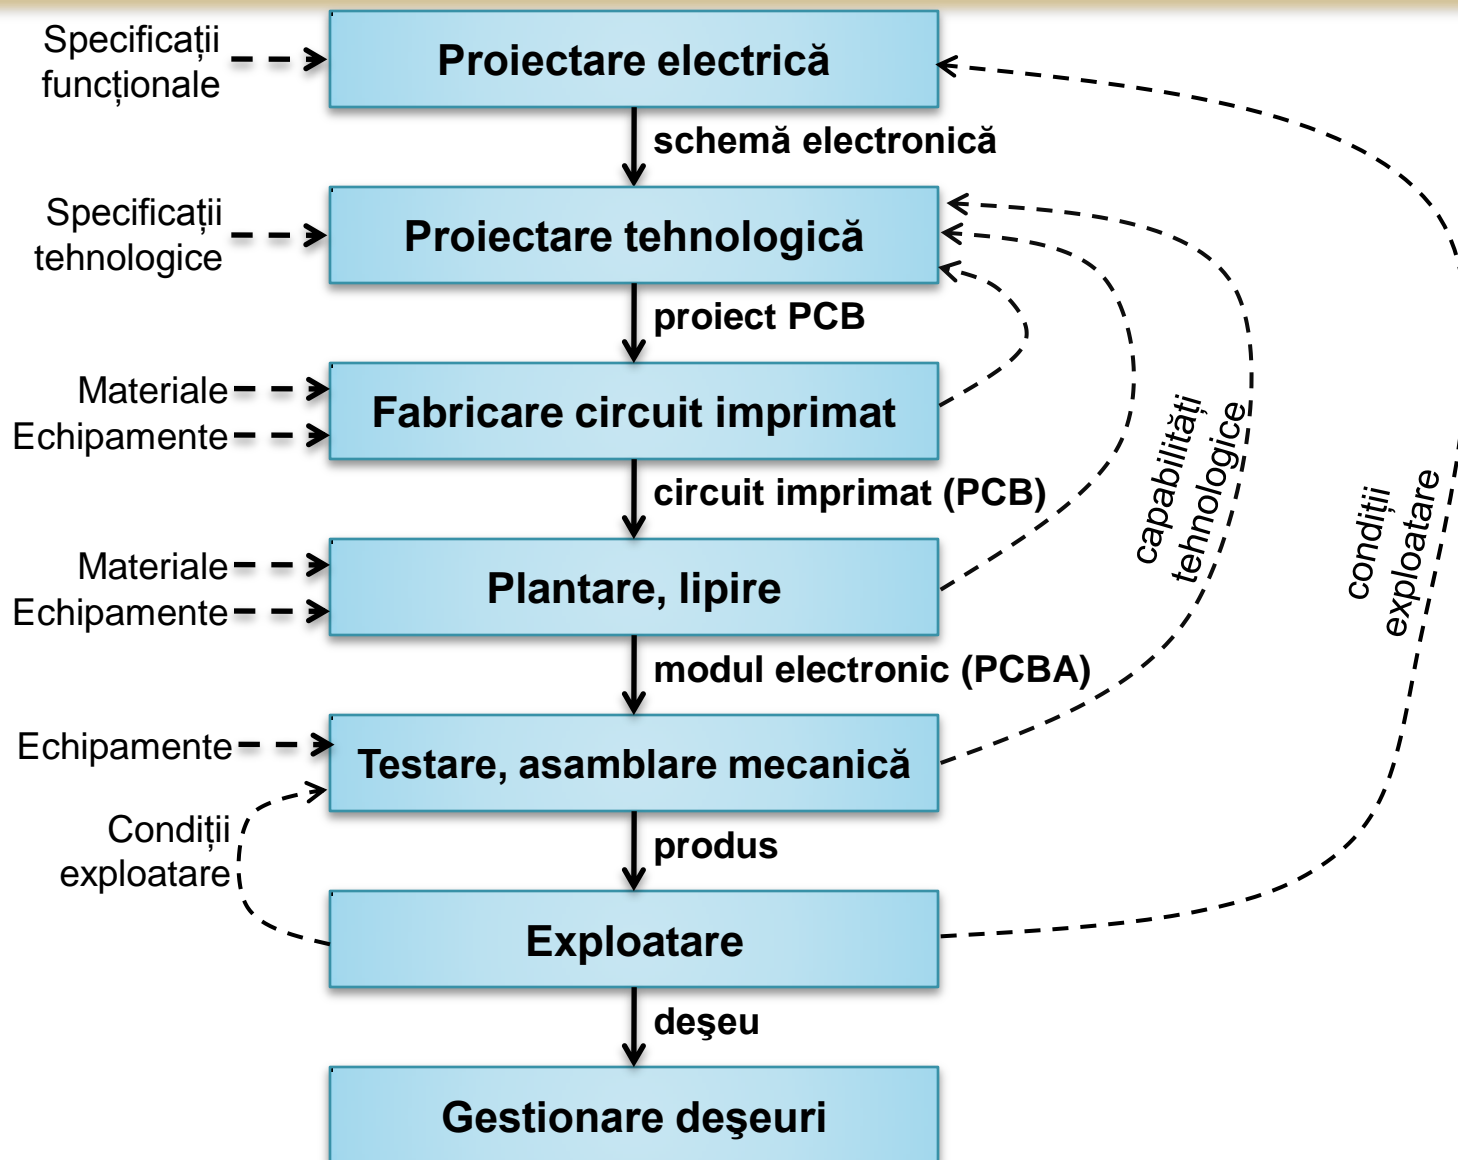 Specificații
funcționale
Proiectare electrică
schemă electronică
Specificații
tehnologice
Proiectare tehnologică
proiect PCB
Materiale
Echipamente
Fabricare circuit imprimat
capabilități
tehnologice
condiții
exploatare
circuit imprimat (PCB)
Materiale
Echipamente
Plantare, lipire
modul electronic (PCBA)
Echipamente
Testare, asamblare mecanică
Condiții
exploatare
produs
Exploatare
deşeu
Gestionare deşeuri